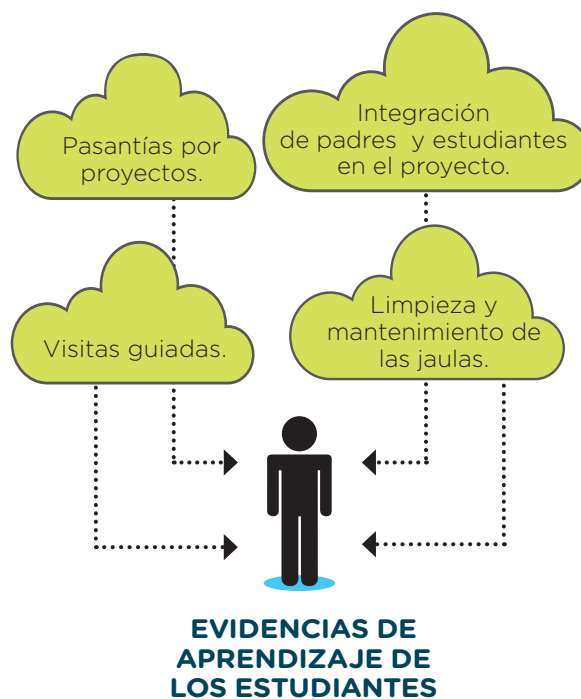 Pasantías por
proyectos.
Integración
de padres y estudiantes
en el proyecto.
Visitas guiadas.
Limpieza y
mantenimiento de
las jaulas.
EVIDENCIAS DE
APRENDIZAJE DE
LOS ESTUDIANTES